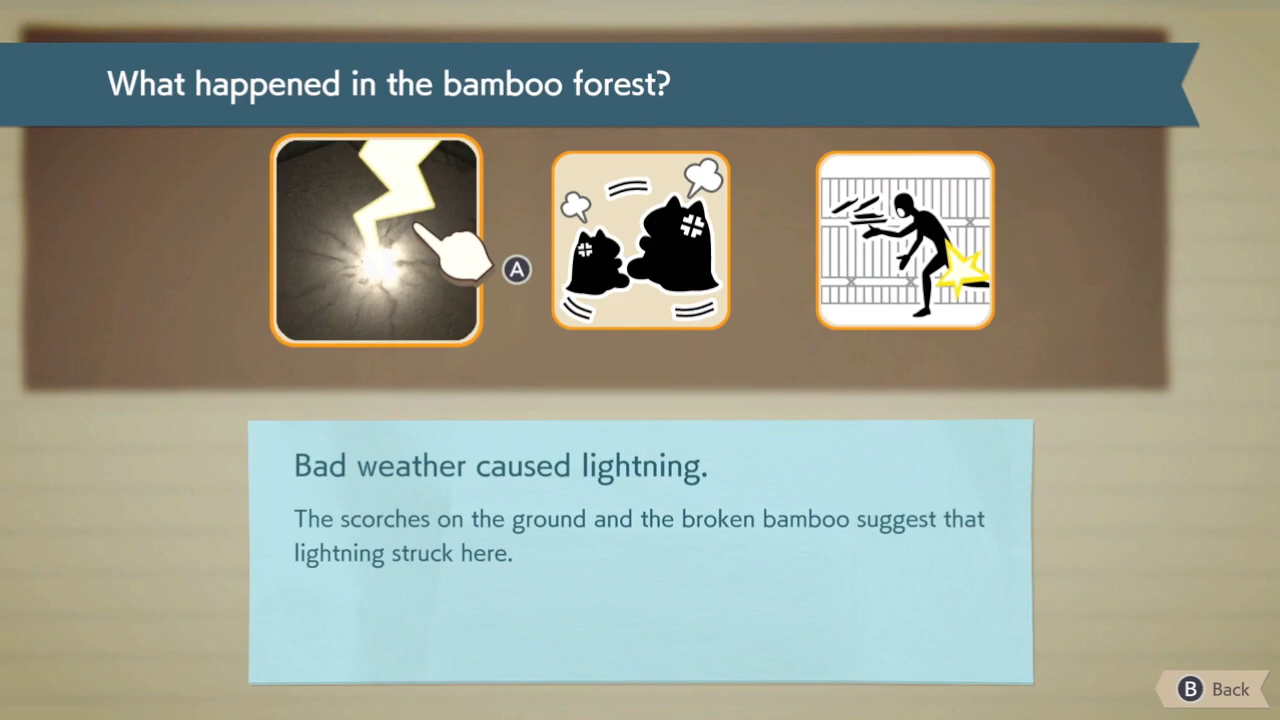 What happened in the bamboo forest?
A
Bad weather caused lightning.
The scorches on the ground and the broken bamboo suggest that
lightning struck here.
B Back